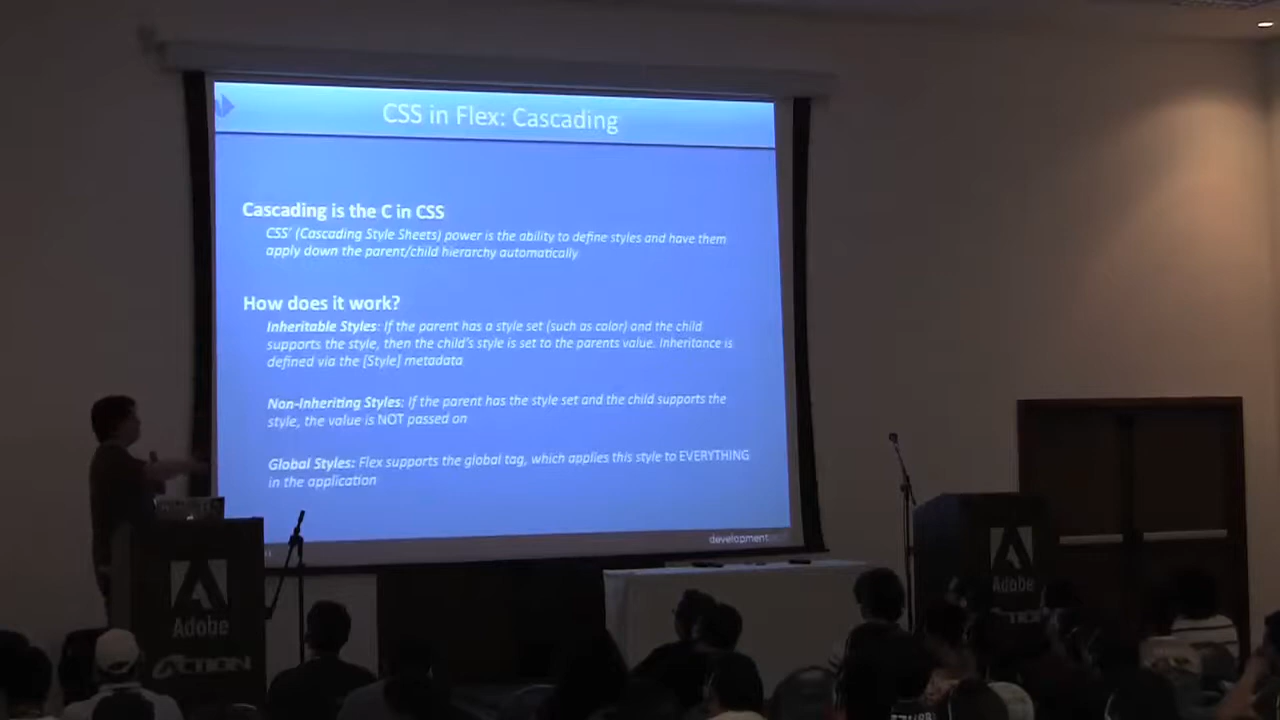 CSS in Flex: Cascading
Cascading is the C in CSS
CSS' (Cascading Style Sheets) power is the ability to define styles and have them
apply down the parent/child hierarchy automatically
How does it work?
Inheritable Styles: If the parent has a style set (such as color) and the child
supports the style, then the child's style is set to the parents value. Inheritance is
defined via the [Style] metadata
Non-Inheriting Styles: If the parent has the style set and the child supports the
style, the value is NOT passed on
Global Styles: Flex supports the global tag, which applies this style to EVERYTHING
in the application
development
Adobe
ACTION
Adobe